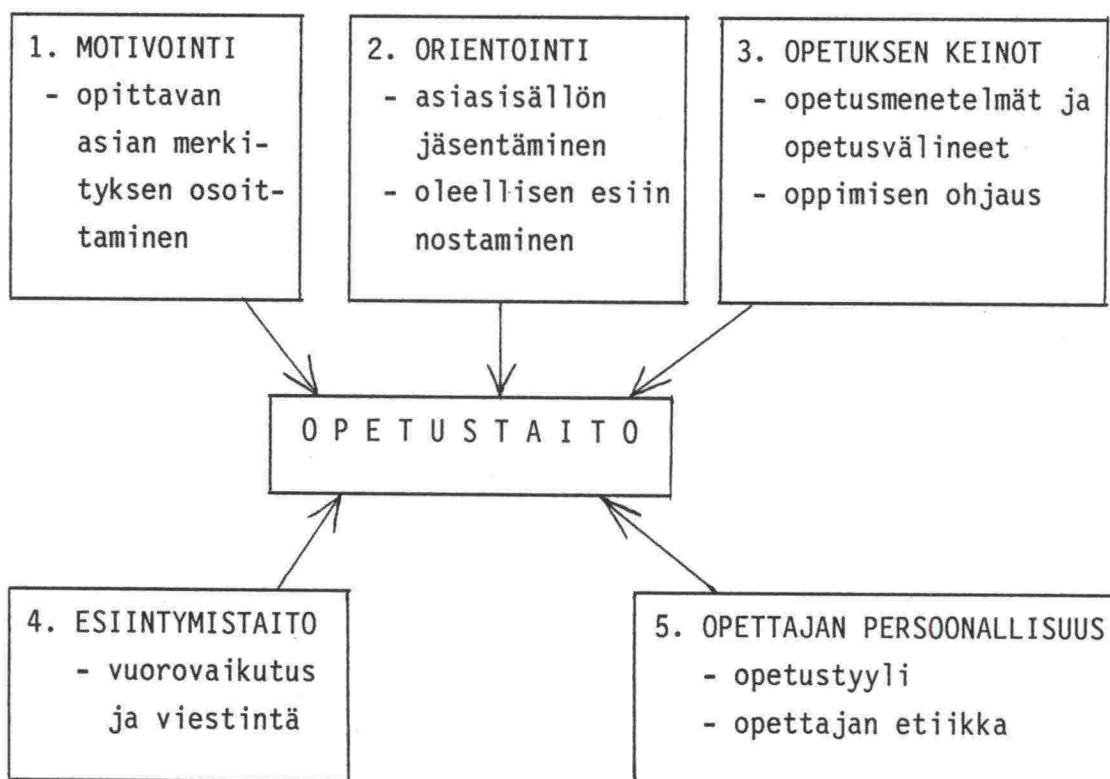 1. MOTIVOINTI
- opittavan
asian merki-
tyksen osoit-
taminen
2. ORIENTOINTI
- asiasisällön
jäsentäminen
- oleellisen esiin
nostaminen
3. OPETUKSEN KEINOT
- opetusmenetelmät ja
opetusvälineet
- oppimisen ohjaus
O P E T U S T A I T O
4. ESIINTYMISTAITO
- vuorovaikutus
ja viestintä
5. OPETTAJAN PERSOONALLISUUS
- opetustyyli
- opettajan etiikka